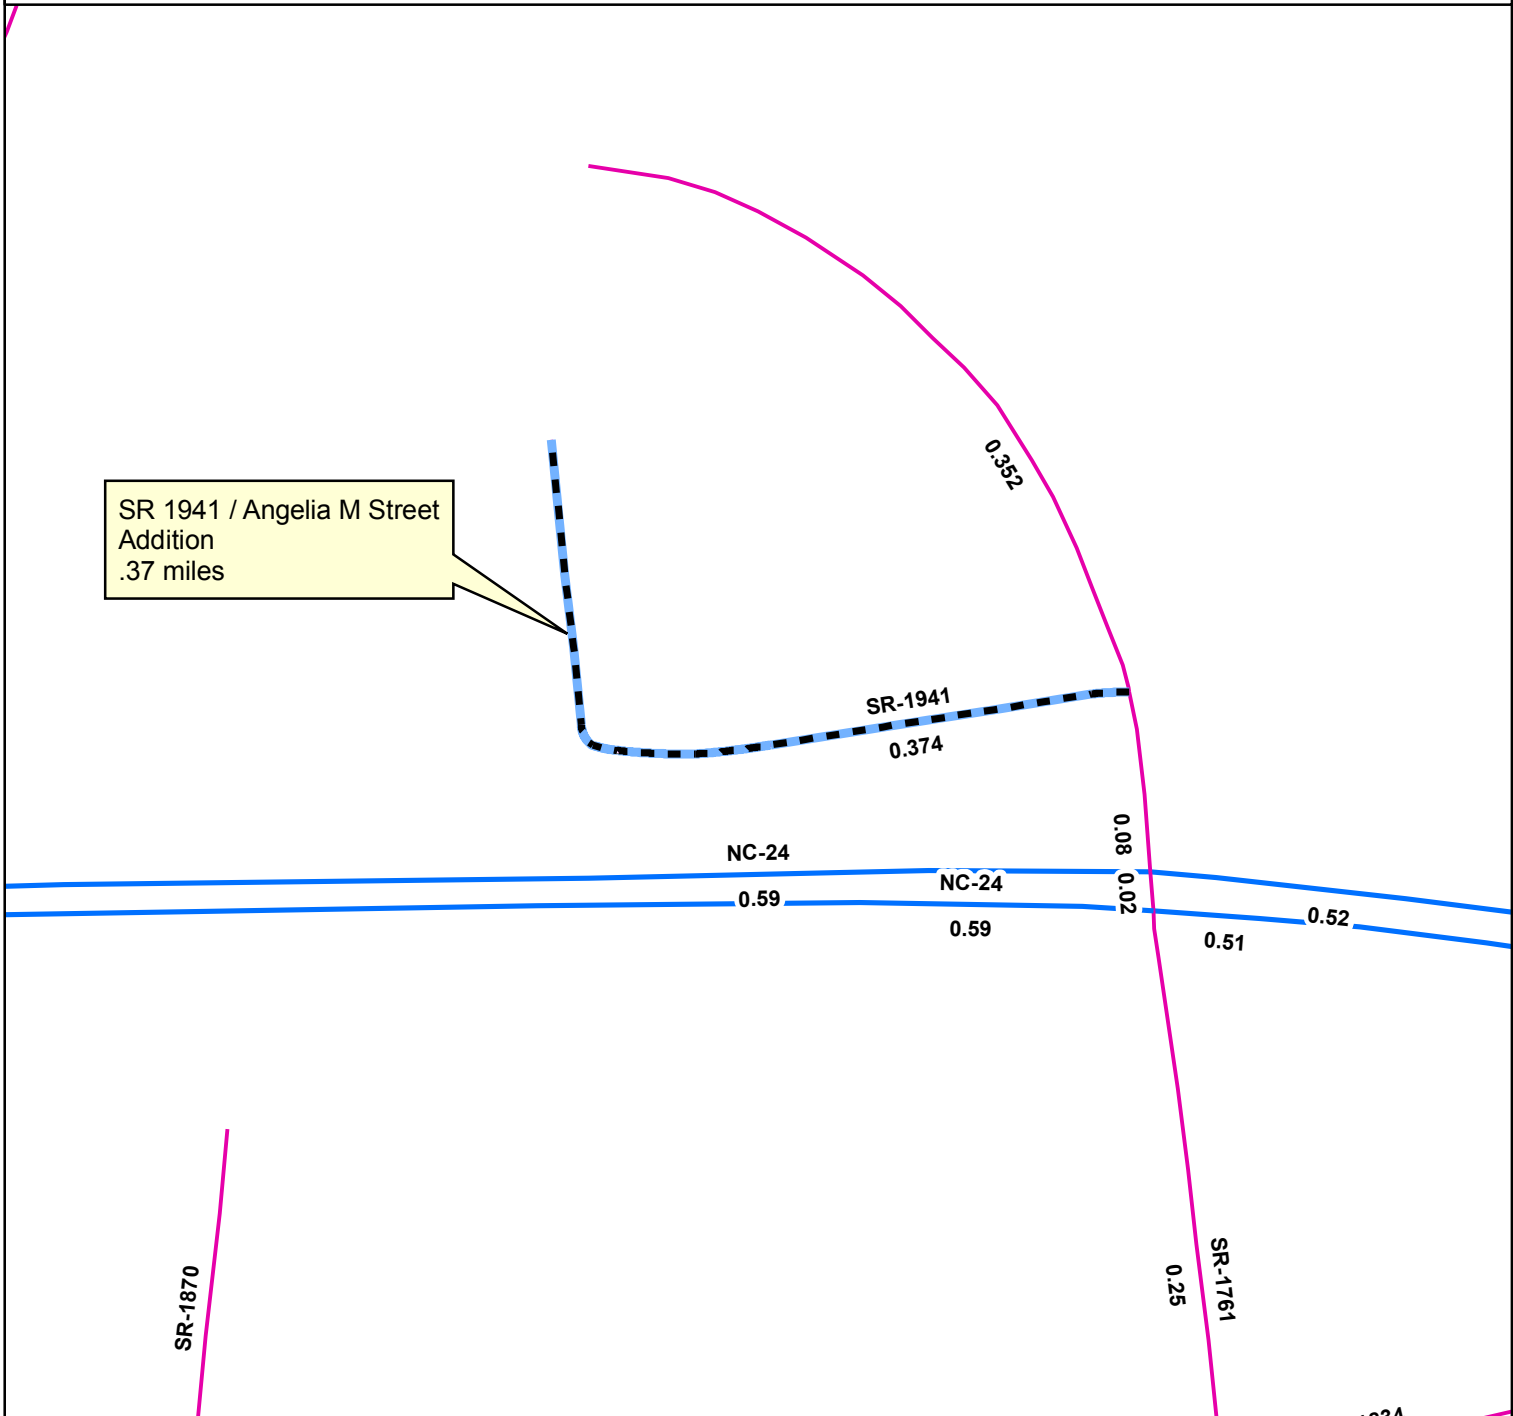 0.352
SR 1941 / Angelia M Street
Addition
.37 miles
SR-1941
0.374
0.08
NC-24
NC-24
0.02
0.59
0.52
0.59
0.51
SR-1870
SR-1761
0.25